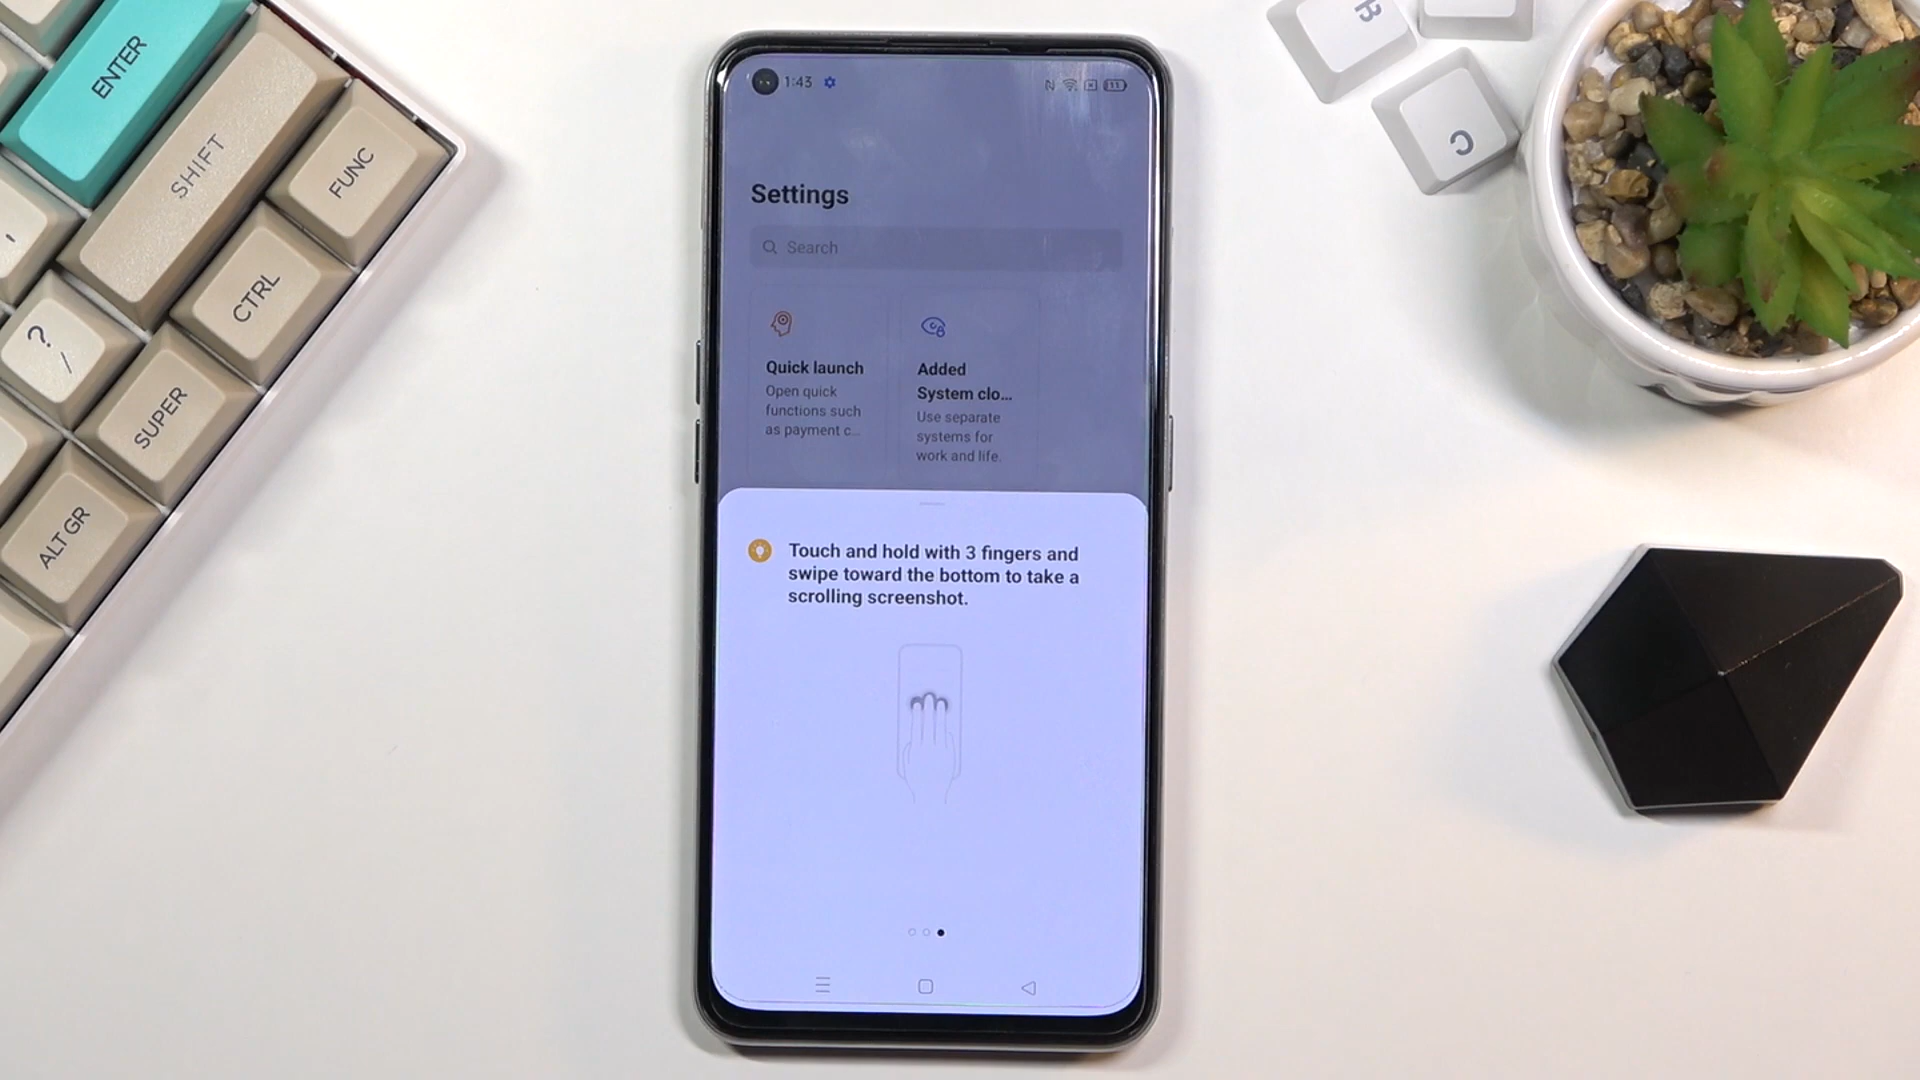 ENTER
SHIFT
FUNC
CTRL
?
/
SUPER
ALT GR
R
C
1:43
11
Settings
Search
Quick launch
Open quick
functions such
as payment c...
Added
System clo...
Use separate
systems for
work and life.
Touch and hold with 3 fingers and
swipe toward the bottom to take a
scrolling screenshot.